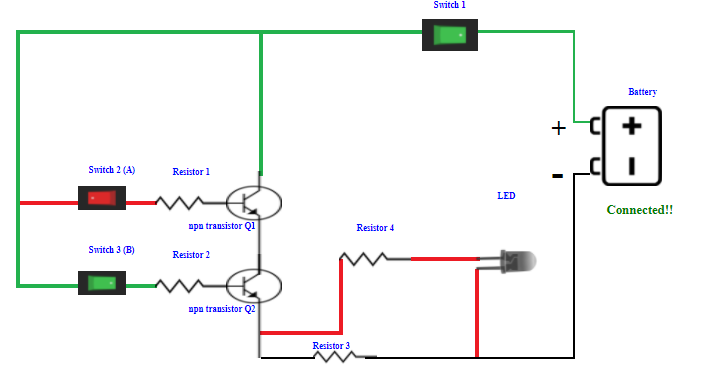 Switch 1
Battery
+
-
Switch 2 (A)
Resistor 1
LED
Connected!!
npn transistor Q1
Resistor 4
Switch 3 (B)
Resistor 2
npn transistor Q2
Resistor 3